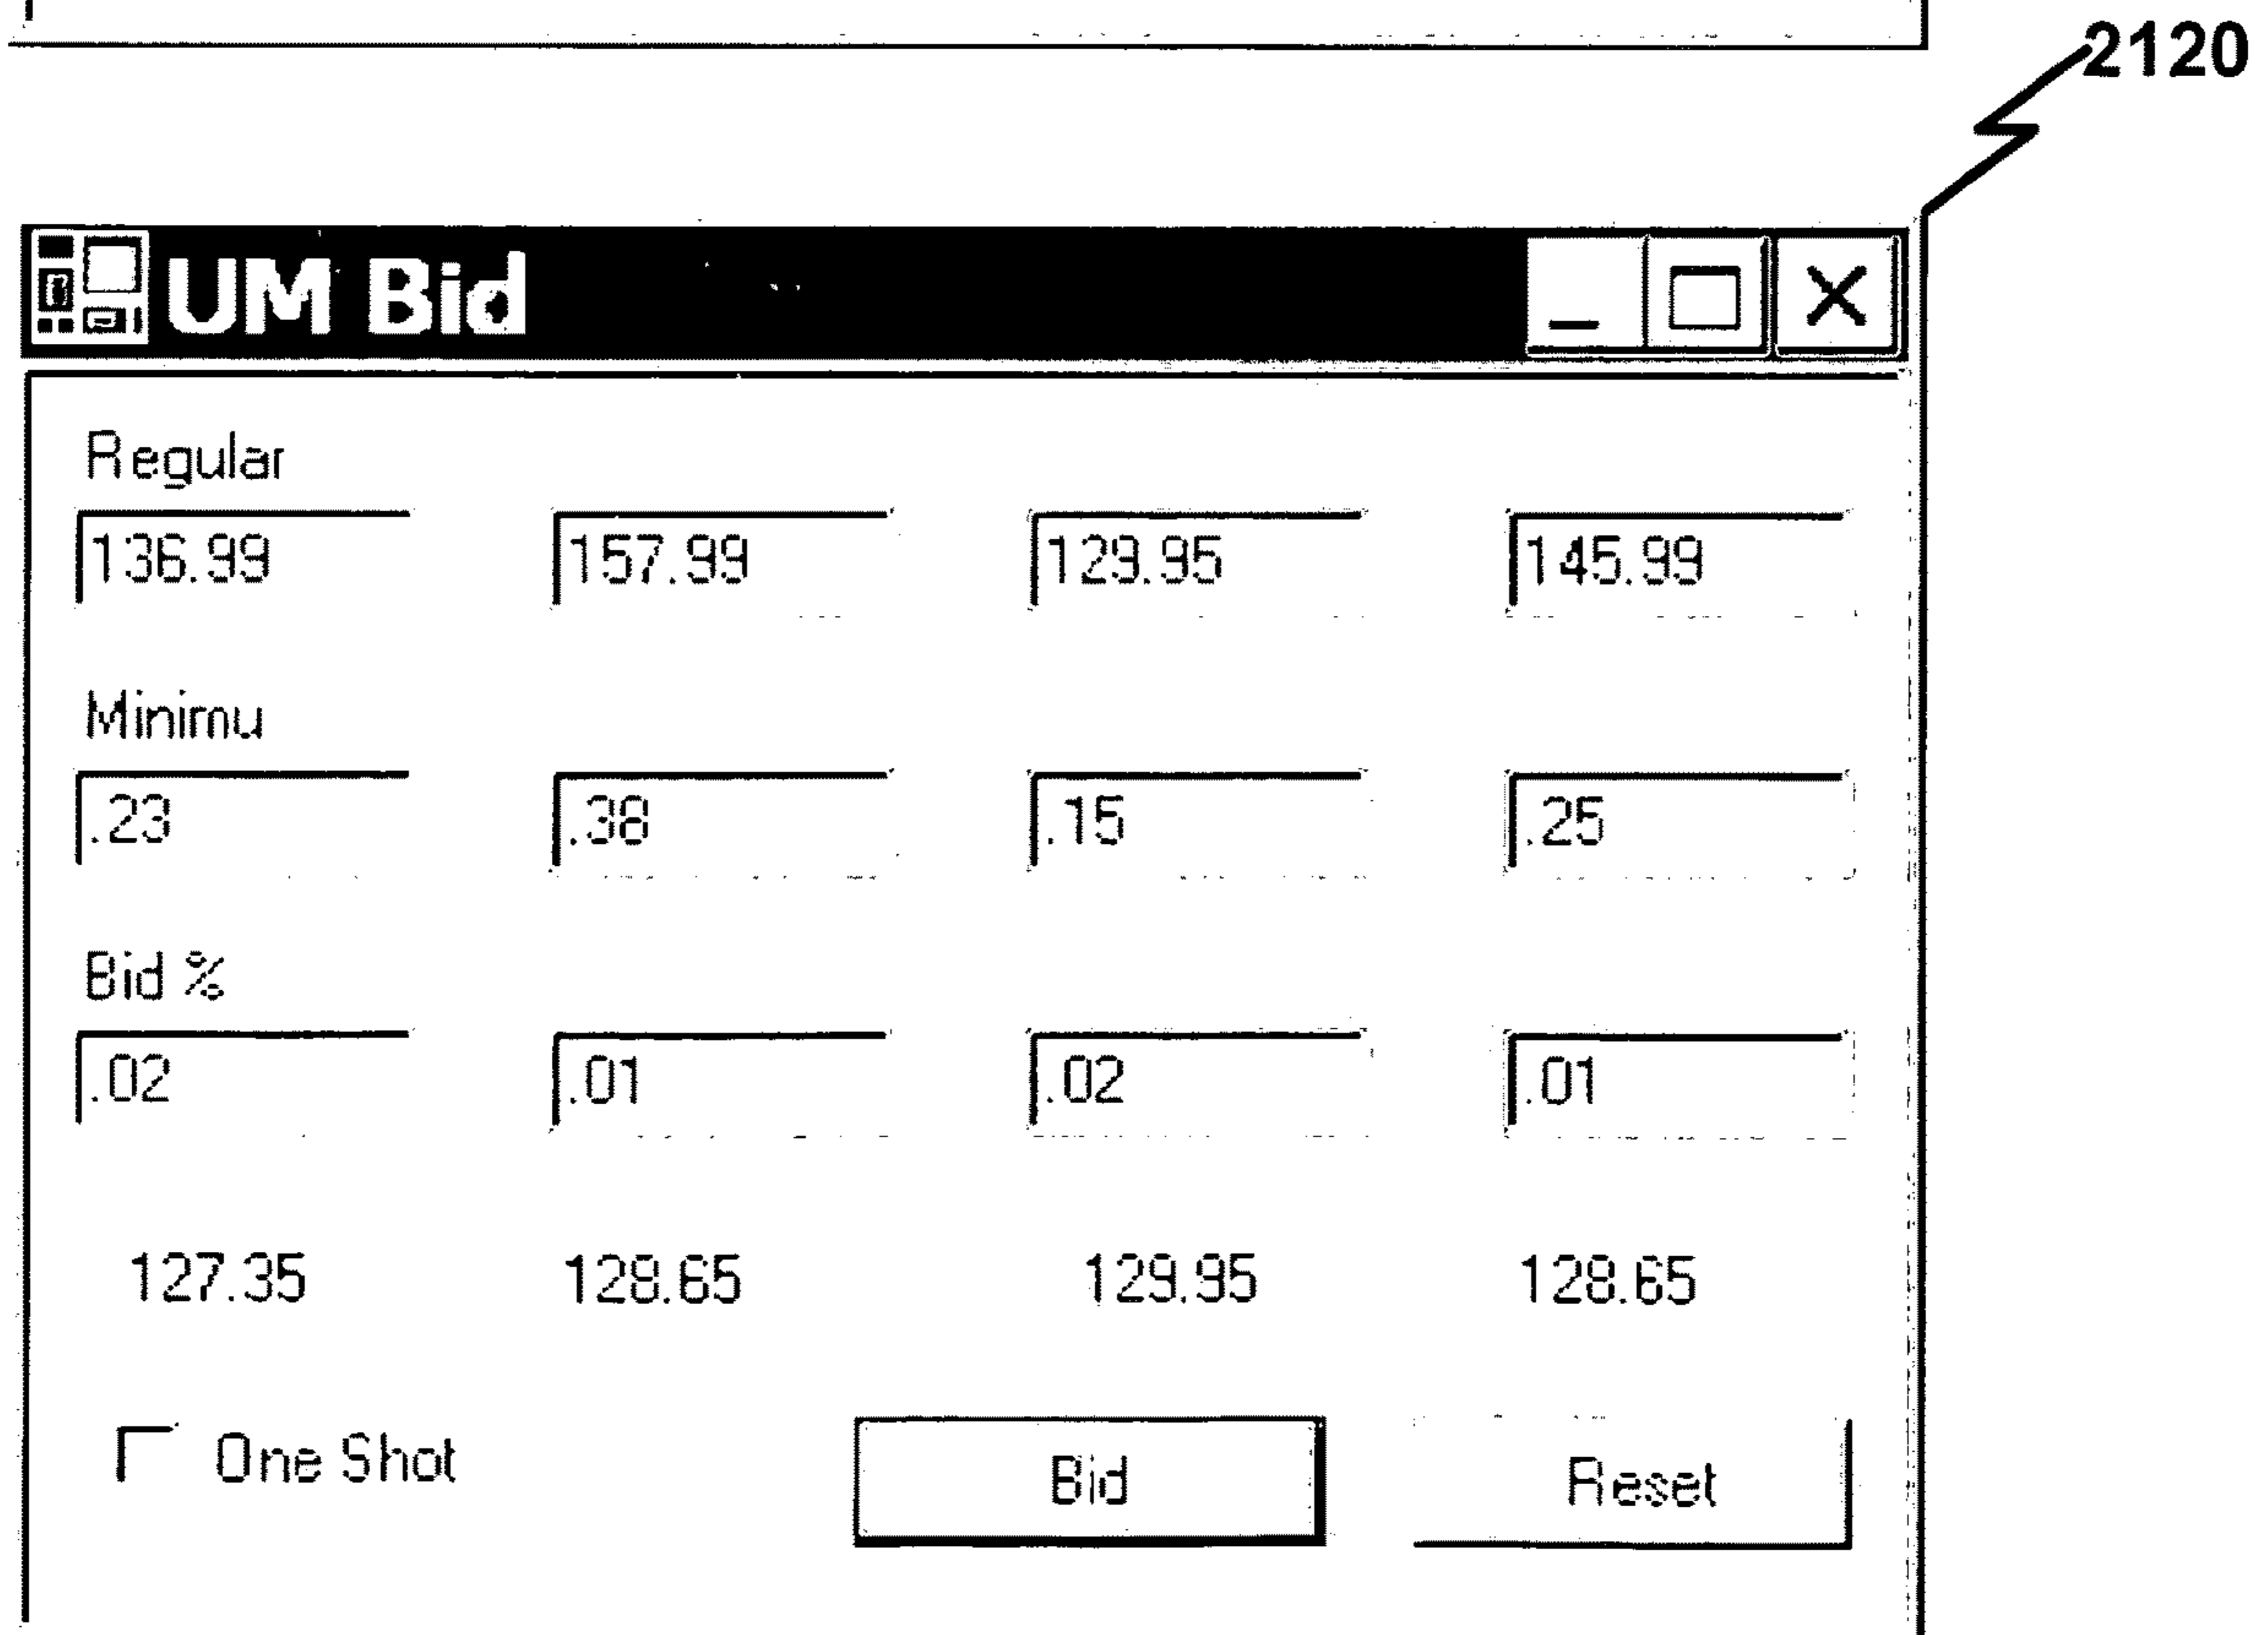 2120
UM Bid
Regular
136.99 157.99 129.95 145.99
Minimu
.23 .38 .15 .25
Bid %
.02 .01 .02 .01
127.35 128.65 129.95 128.65
One Shot Bid Reset